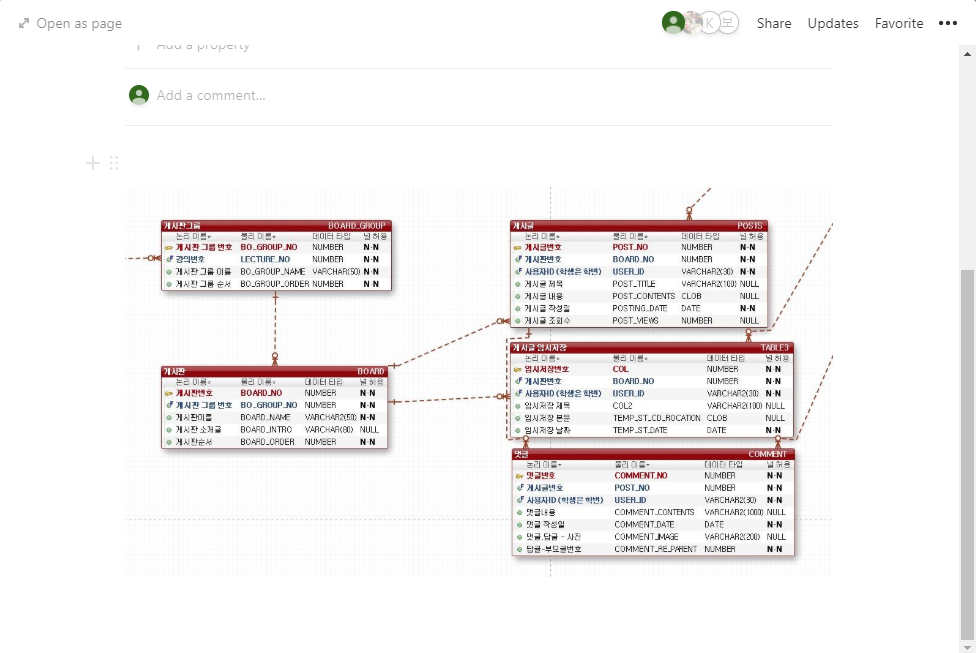 Open as page
K 보 Share Updates Favorite
Add a property
Add a comment...
게시판그룹 BOARD_GROUP
논리 이름 물리 이름 데이터 타입 널 허용
게시판 그룹 번호 BO_GROUP_NO NUMBER N-N
강의번호 LECTURE_NO NUMBER N-N
게시판 그룹 이름 BO_GROUP_NAME VARCHAR(50) N-N
게시판 그룹 순서 BO_GROUP_ORDER NUMBER N-N
게시판 BOARD
논리 이름 물리 이름 데이터 타입 널 허용
게시판번호 BOARD_NO NUMBER N-N
게시판 그룹 번호 BO_GROUP_NO NUMBER N-N
게시판이름 BOARD_NAME VARCHAR2(50) N-N
게시판 소개글 BOARD_INTRO VARCHAR(80) NULL
게시판순서 BOARD_ORDER NUMBER N-N
게시글 POSTS
논리 이름 물리 이름 데이터 타입 널 허용
게시글번호 POST_NO NUMBER N-N
게시판번호 BOARD_NO NUMBER N-N
사용자ID (학생은 학번) USER_ID VARCHAR2(30) N-N
게시글 제목 POST_TITLE VARCHAR2(100) NULL
게시글 내용 POST_CONTENTS CLOB NULL
게시글 작성일 POSTING_DATE DATE N-N
게시글 조회수 POST_VIEWS NUMBER NULL
게시글 임시저장 TABLE3
논리 이름 물리 이름 데이터 타입 널 허용
임시저장번호 COL NUMBER N-N
게시판번호 BOARD_NO NUMBER N-N
사용자ID (학생은 학번) USER_ID VARCHAR2(30) N-N
임시저장 제목 COL2 VARCHAR2(100) NULL
임시저장 본문 TEMP_ST_CD_ROCATION CLOB NULL
임시저장 날짜 TEMP_ST_DATE DATE N-N
댓글 COMMENT
논리 이름 물리 이름 데이터 타입 널 허용
댓글번호 COMMENT_NO NUMBER N-N
게시글번호 POST_NO NUMBER N-N
사용자ID (학생은 학번) USER_ID VARCHAR2(30) N-N
댓글내용 COMMENT_CONTENTS VARCHAR2(1000) NULL
댓글 작성일 COMMENT_DATE DATE N-N
댓글,답글 - 사진 COMMENT_IMAGE VARCHAR2(200) NULL
답글-부모글번호 COMMENT_RE_PARENT NUMBER N-N